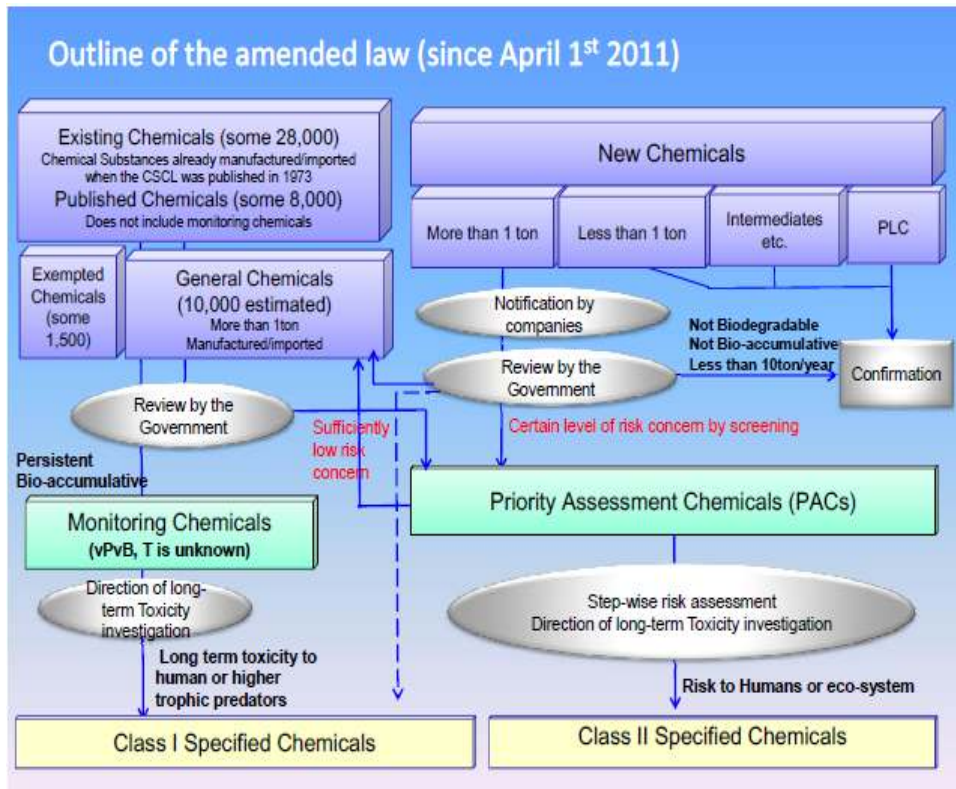 Outline of the amended law (since April 1st 2011)
Existing Chemicals (some 28,000)
Chemical Substances already manufactured/imported
when the CSCL was published in 1973
Published Chemicals (some 8,000)
Does not include monitoring chemicals
New Chemicals
More than 1 ton
Less than 1 ton
Intermediates
etc.
PLC
Exempted
Chemicals
(some
1,500)
General Chemicals
(10,000 estimated)
More than 1ton
Manufactured/imported
Notification by
companies
Review by the
Government
Not Biodegradable
Not Bio-accumulative
Less than 10ton/year
Confirmation
Review by the
Government
Sufficiently
low risk
concern
Certain level of risk concern by screening
Persistent
Bio-accumulative
Monitoring Chemicals
(vPvB, T is unknown)
Priority Assessment Chemicals (PACs)
Direction of long-
term Toxicity
investigation
Step-wise risk assessment
Direction of long-term Toxicity investigation
Long term toxicity to
human or higher
trophic predators
Risk to Humans or eco-system
Class I Specified Chemicals
Class II Specified Chemicals